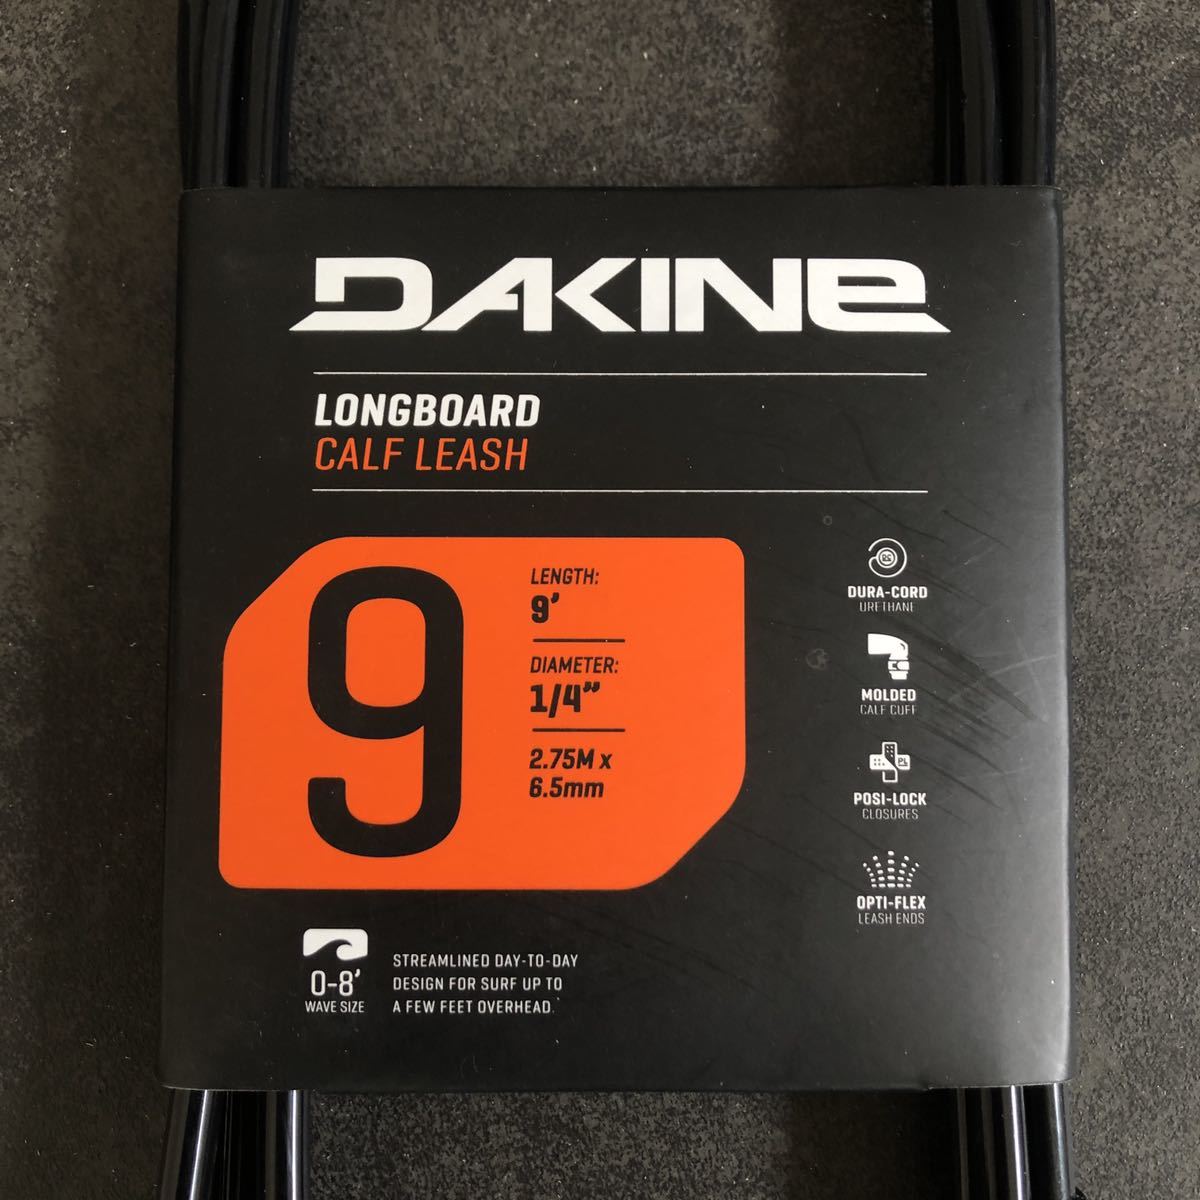 DAKINE
LONGBOARD
CALF LEASH
9
LENGTH:
9’
DIAMETER:
1/4”
2.75M x
6.5mm
DURA-CORD
URETHANE
MOLDED
CALF CUFF
PL
POSI-LOCK
CLOSURES
OPTI-FLEX
LEASH ENDS
0-8’
WAVE SIZE
STREAMLINED DAY-TO-DAY
DESIGN FOR SURF UP TO
A FEW FEET OVERHEAD.